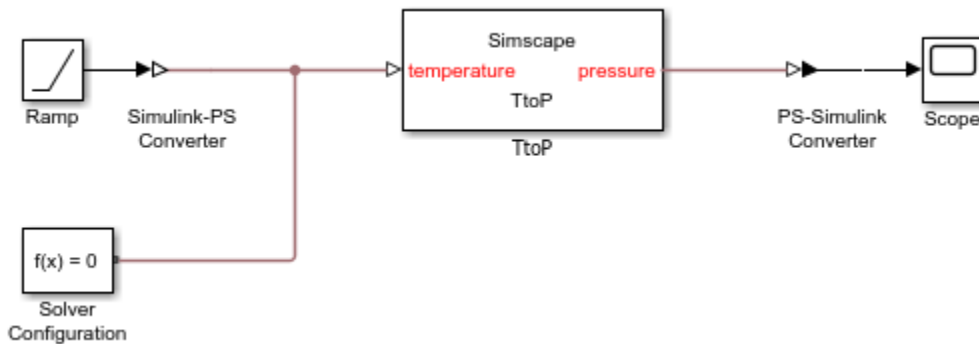 Simscape
temperature
pressure
TtoP
TtoP
Ramp
Simulink-PS
Converter
PS-Simulink
Converter
Scope
f(x) = 0
Solver
Configuration